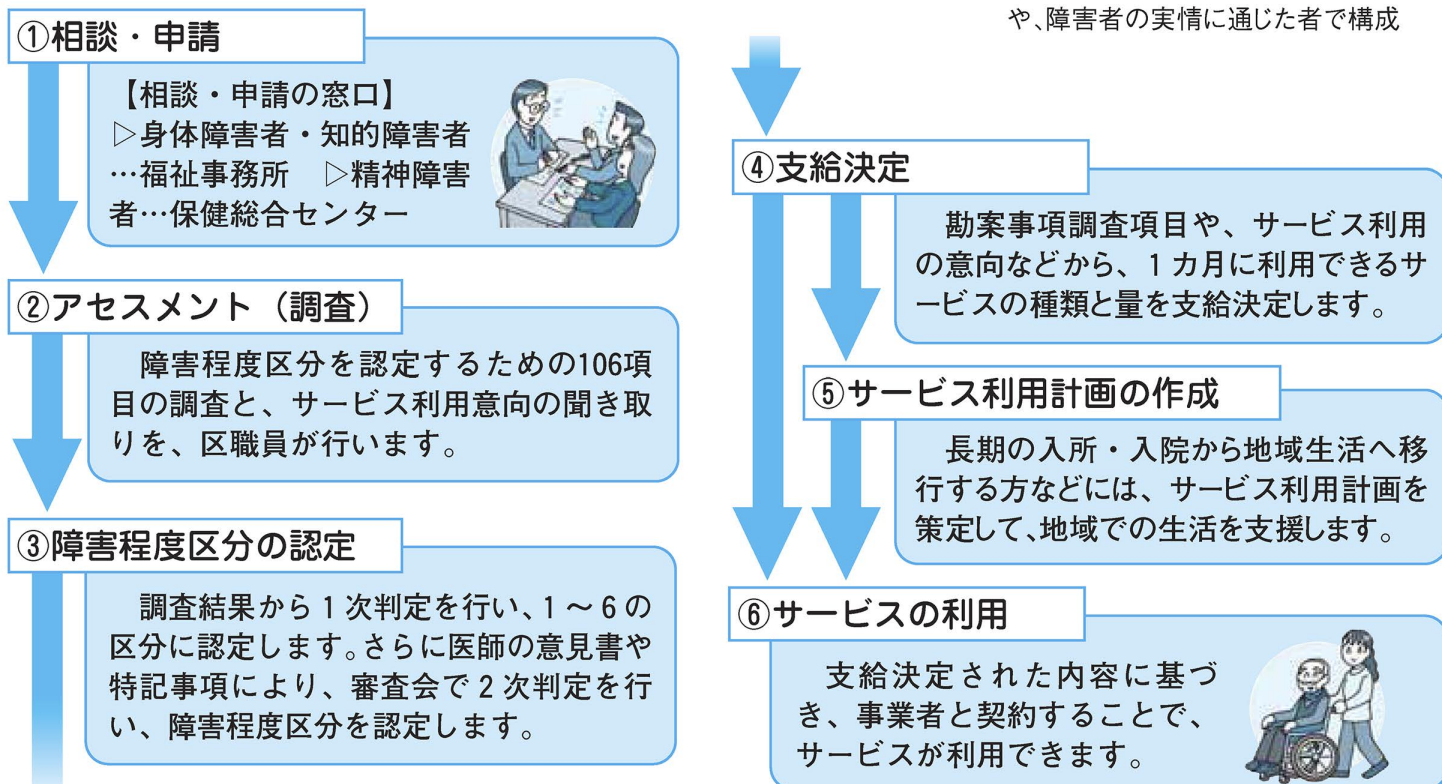 ①相談・申請
【相談・申請の窓口】
▷身体障害者・知的障害者
…福祉事務所　▷精神障害
者…保健総合センター
②アセスメント（調査）
障害程度区分を認定するための106項
目の調査と、サービス利用意向の聞き取
りを、区職員が行います。
③障害程度区分の認定
調査結果から1次判定を行い、1～6の
区分に認定します。さらに医師の意見書や
特記事項により、審査会で2次判定を行
い、障害程度区分を認定します。
や、障害者の実情に通じた者で構成
④支給決定
勘案事項調査項目や、サービス利用
の意向などから、1カ月に利用できるサ
ービスの種類と量を支給決定します。
⑤サービス利用計画の作成
長期の入所・入院から地域生活へ移
行する方などには、サービス利用計画を
策定して、地域での生活を支援します。
⑥サービスの利用
支給決定された内容に基づ
き、事業者と契約することで、
サービスが利用できます。